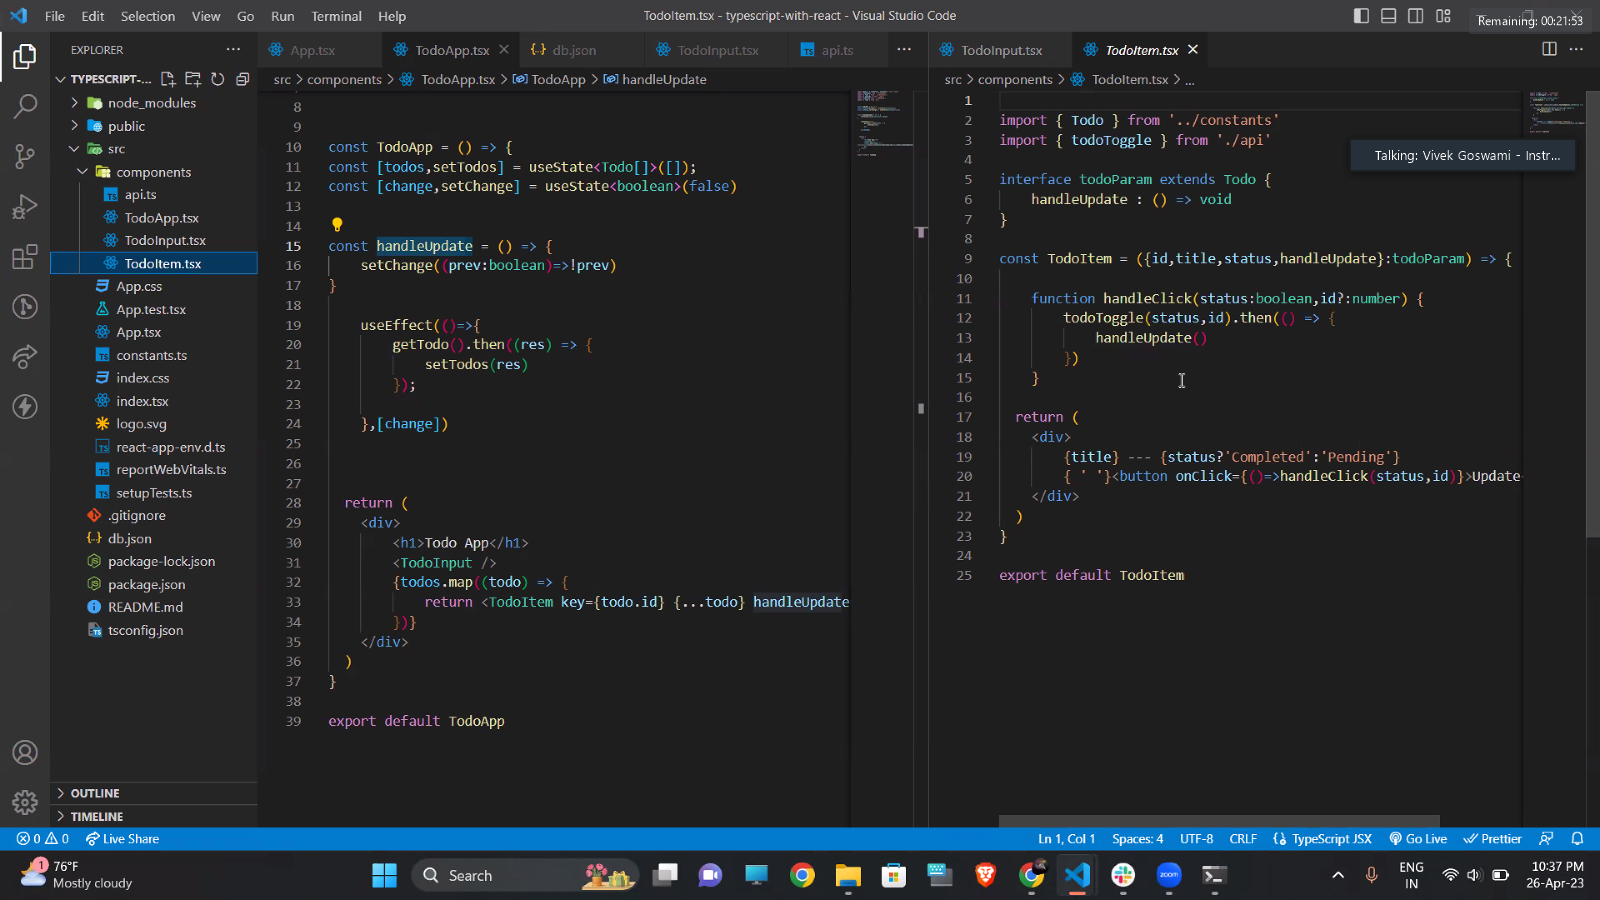 File Edit Selection View Go Run Terminal Help
TodoItem.tsx - typescript-with-react - Visual Studio Code
Remaining: 00:21:53
EXPLORER
TYPESCRIPT-...
node_modules
public
src
components
api.ts
TodoApp.tsx
TodoInput.tsx
TodoItem.tsx
App.css
App.test.tsx
App.tsx
constants.ts
index.css
index.tsx
logo.svg
react-app-env.d.ts
reportWebVitals.ts
setupTests.ts
.gitignore
db.json
package-lock.json
package.json
README.md
tsconfig.json
OUTLINE
TIMELINE
App.tsx TodoApp.tsx db.json TodoInput.tsx api.ts
src > components > TodoApp.tsx > TodoApp > handleUpdate
8
9
10 const TodoApp = () => {
11 const [todos,setTodos] = useState<Todo[]>([]);
12 const [change,setChange] = useState<boolean>(false)
13
14
15 const handleUpdate = () => {
16 setChange((prev:boolean)=>!prev)
17 }
18
19 useEffect(()=>{
20 getTodo().then((res) => {
21 setTodos(res)
22 });
23
24 },[change])
25
26
27
28 return (
29 <div>
30 <h1>Todo App</h1>
31 <TodoInput />
32 {todos.map((todo) => {
33 return <TodoItem key={todo.id} {...todo} handleUpdate
34 })}
35 </div>
36 )
37 }
38
39 export default TodoApp
TodoInput.tsx TodoItem.tsx
src > components > TodoItem.tsx > ...
Talking: Vivek Goswami - Instr...
1
2 import { Todo } from '../constants'
3 import { todoToggle } from './api'
4
5 interface todoParam extends Todo {
6 handleUpdate : () => void
7 }
8
9 const TodoItem = ({id,title,status,handleUpdate}:todoParam) => {
10
11 function handleClick(status:boolean,id?:number) {
12 todoToggle(status,id).then(() => {
13 handleUpdate()
14 })
15 }
16
17 return (
18 <div>
19 {title} --- {status?'Completed':'Pending'}
20 { ' '}<button onClick={()=>handleClick(status,id)}>Update
21 </div>
22 )
23 }
24
25 export default TodoItem
0 0 Live Share
Ln 1, Col 1 Spaces: 4 UTF-8 CRLF {} TypeScript JSX Go Live Prettier
1
76°F
Mostly cloudy
Search
zoom
ENG
IN
10:37 PM
26-Apr-23